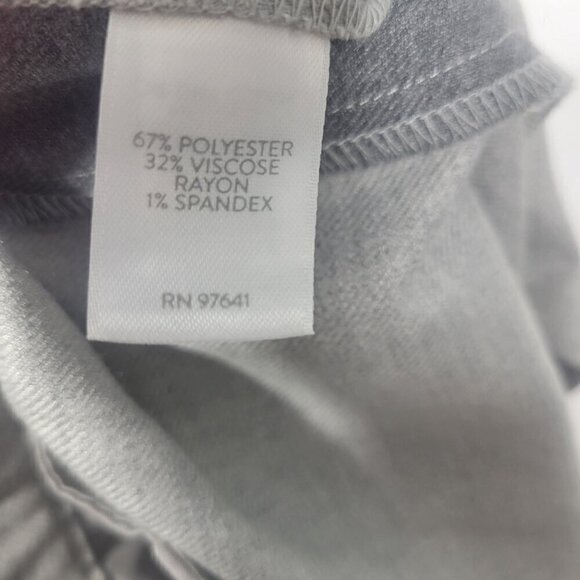 67% POLYESTER
32% VISCOSE
RAYON
1% SPANDEX
RN 97641